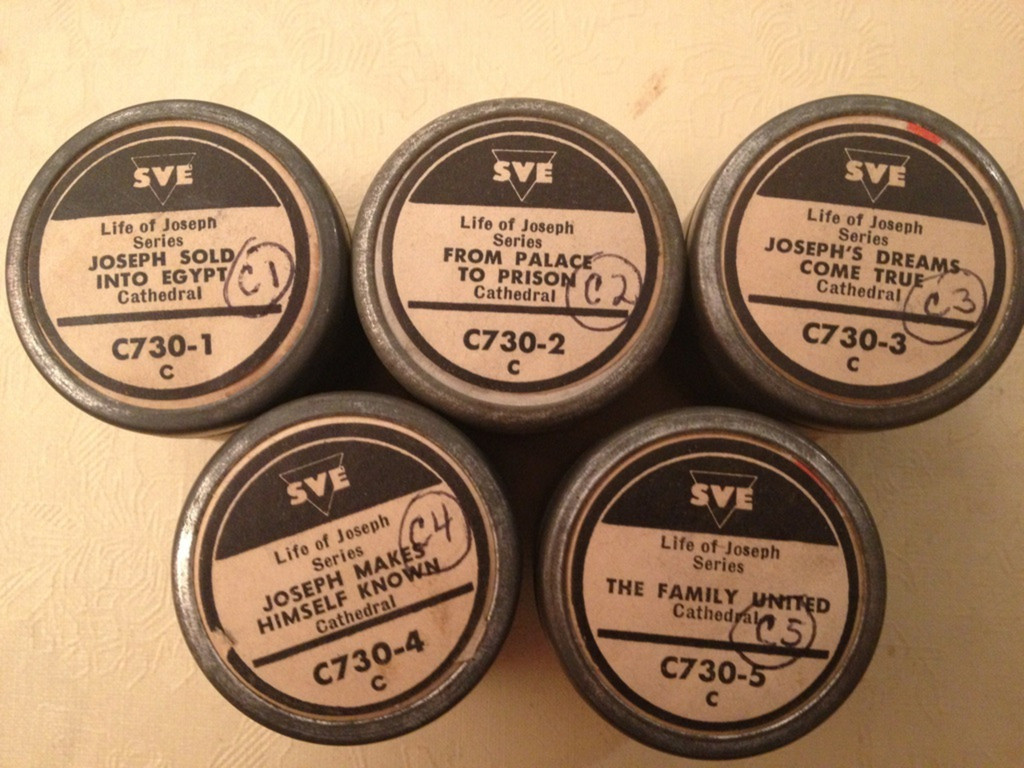 SVE
Life of Joseph
Series
JOSEPH SOLD
INTO EGYPT
Cathedral
C1
C730-1
C
SVE
Life of Joseph
Series
FROM PALACE
TO PRISON
Cathedral
C2
C730-2
C
SVE
Life of Joseph
Series
JOSEPH'S DREAMS
COME TRUE
Cathedral
C3
C730-3
C
SVE
Life of Joseph
Series
JOSEPH MAKES
HIMSELF KNOWN
Cathedral
C4
C730-4
C
SVE
Life of Joseph
Series
THE FAMILY UNITED
Cathedral
C5
C730-5
C